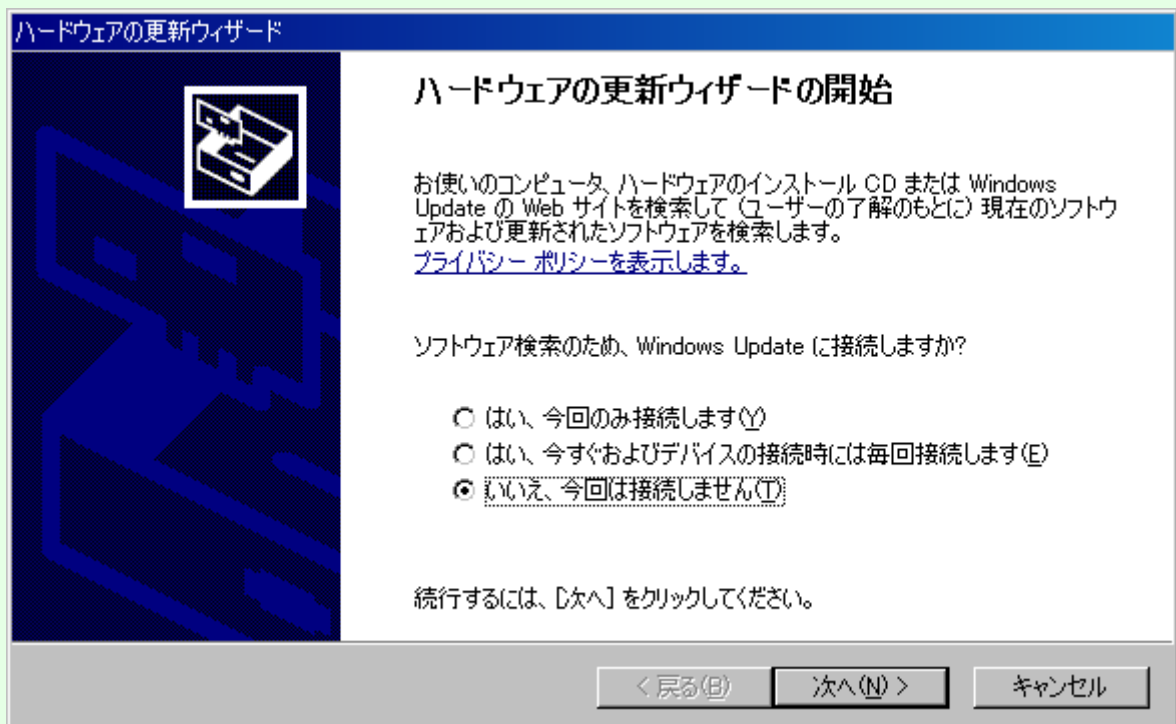 ハードウェアの更新ウィザード
ハードウェアの更新ウィザードの開始
お使いのコンピュータ、ハードウェアのインストール CD または Windows
Update の Web サイトを検索して (ユーザーの了解のもとに) 現在のソフトウ
ェアおよび更新されたソフトウェアを検索します。
プライバシー ポリシーを表示します。
ソフトウェア検索のため、Windows Update に接続しますか?
はい、今回のみ接続します(Y)
はい、今すぐおよびデバイスの接続時には毎回接続します(E)
いいえ、今回は接続しません(T)
続行するには、[次へ] をクリックしてください。
< 戻る(B) 次へ(N) > キャンセル